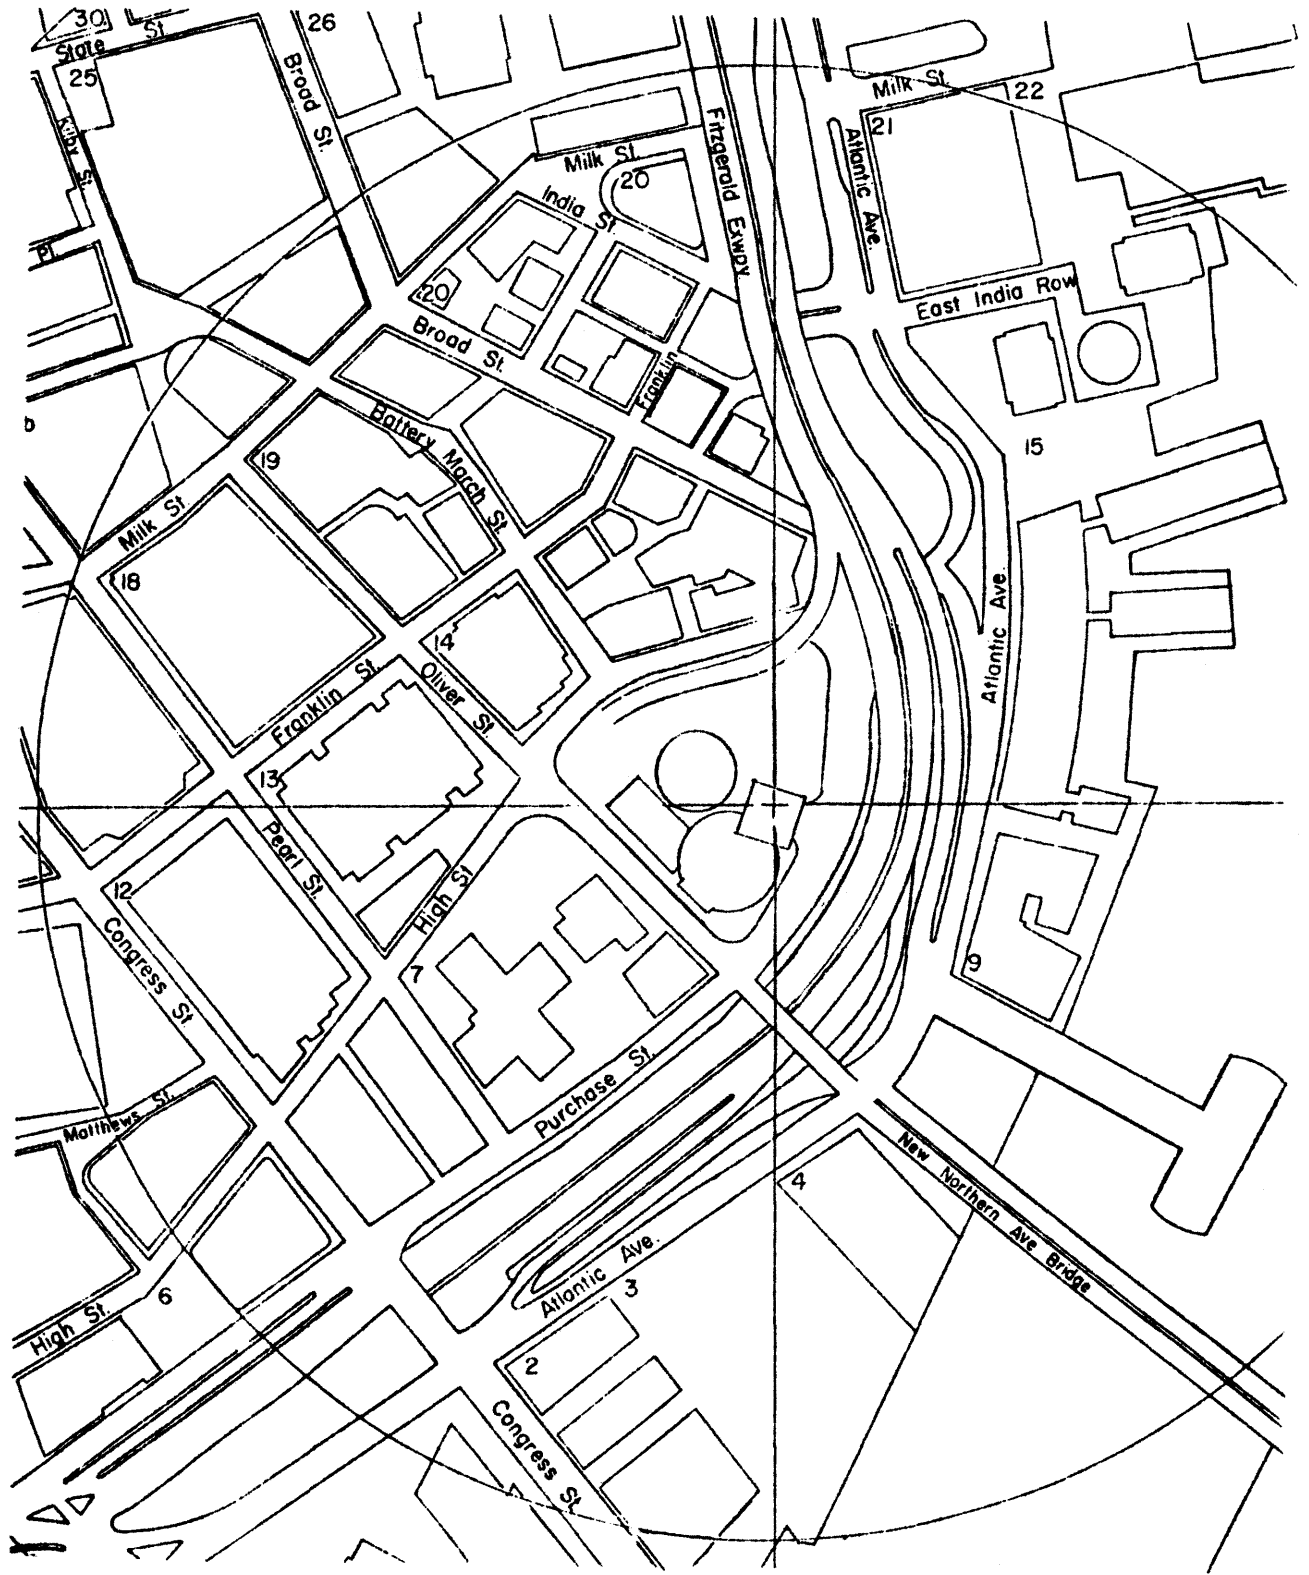 30
State St.
26
25
Broad St.
Kilby St.
Pl.
Milk St.
22
21
Atlantic Ave.
Fitzgerald Exwpy
Milk St.
20
India St.
20
Broad St.
East India Row
Franklin
15
Battery March St.
19
Milk St.
18
14
Oliver St.
Franklin St.
13
Atlantic Ave.
Pearl St.
High St.
12
Congress St.
7
9
Purchase St.
Matthews St.
New Northern Ave Bridge
4
Atlantic Ave.
3
6
High St.
2
Congress St.